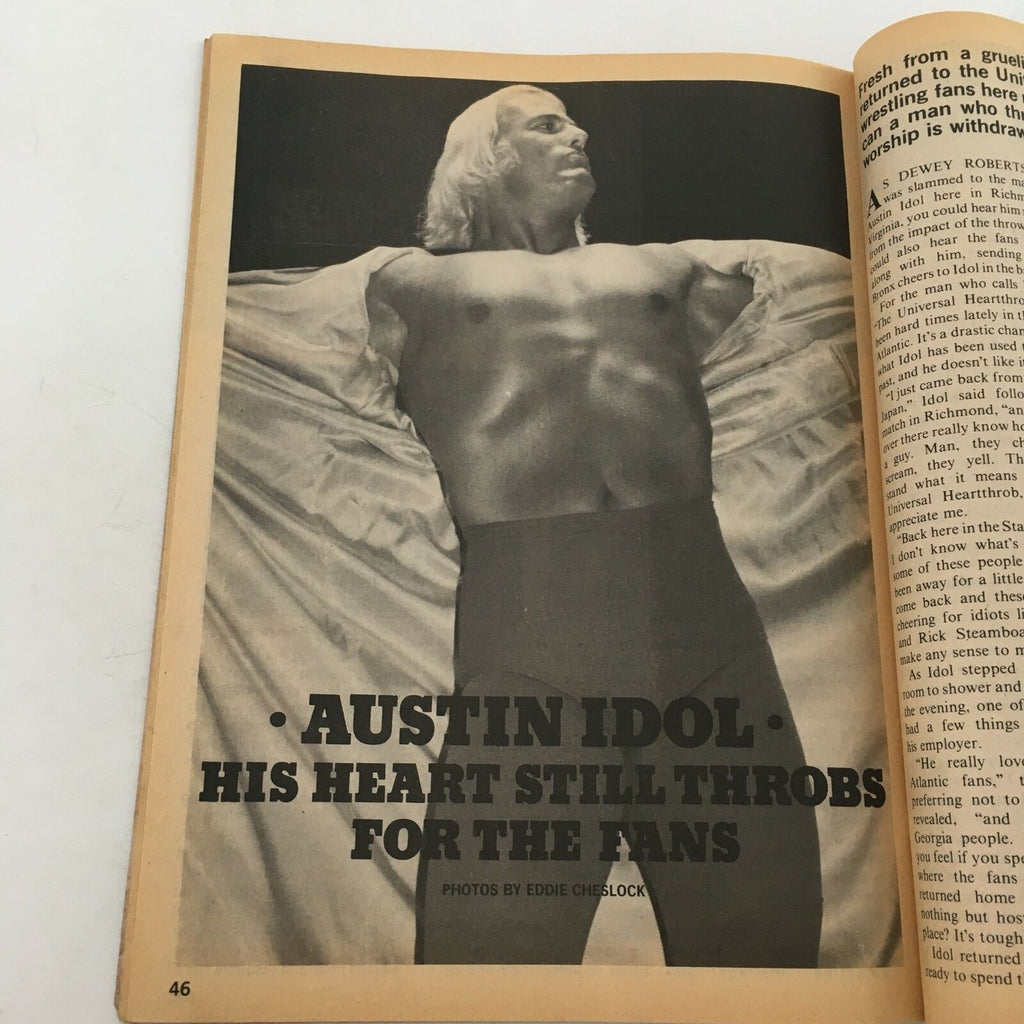 • AUSTIN IDOL •
HIS HEART STILL THROBS
FOR THE FANS
PHOTOS BY EDDIE CHESLOCK
46
Fresh from a grueli
returned to the Uni
wrestling fans here
can a man who th
worship is withdraw
AS DEWEY ROBERTS
was slammed to the ma
Austin Idol here in Richm
Virginia, you could hear him
from the impact of the throw
could also hear the fans
along with him, sending
Bronx cheers to Idol in the b
For the man who calls
"The Universal Heartthro
been hard times lately in t
Atlantic. It's a drastic chan
what Idol has been used
past, and he doesn't like i
"I just came back from
Japan," Idol said follo
match in Richmond, "an
over there really know ho
a guy. Man, they ch
scream, they yell. Th
stand what it means
Universal Heartthrob,
appreciate me.
"Back here in the Sta
I don't know what's
some of these people
been away for a little
come back and these
cheering for idiots li
and Rick Steamboa
make any sense to m
As Idol stepped
room to shower and
the evening, one of
had a few things
his employer.
"He really love
Atlantic fans," t
preferring not to
revealed, "and
Georgia people.
you feel if you spe
where the fans
returned home
nothing but hos
place? It's tough
Idol returned
ready to spend t